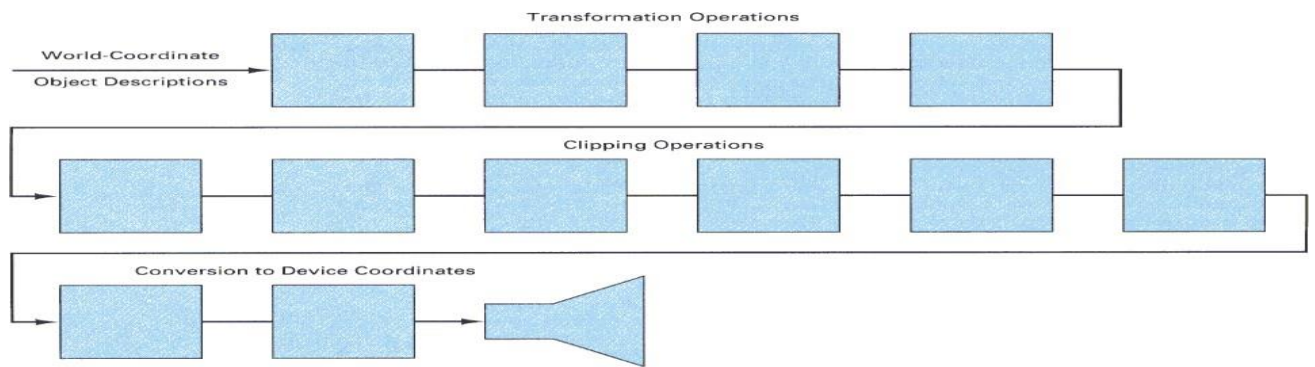 Transformation Operations
World-Coordinate
Object Descriptions
Clipping Operations
Conversion to Device Coordinates